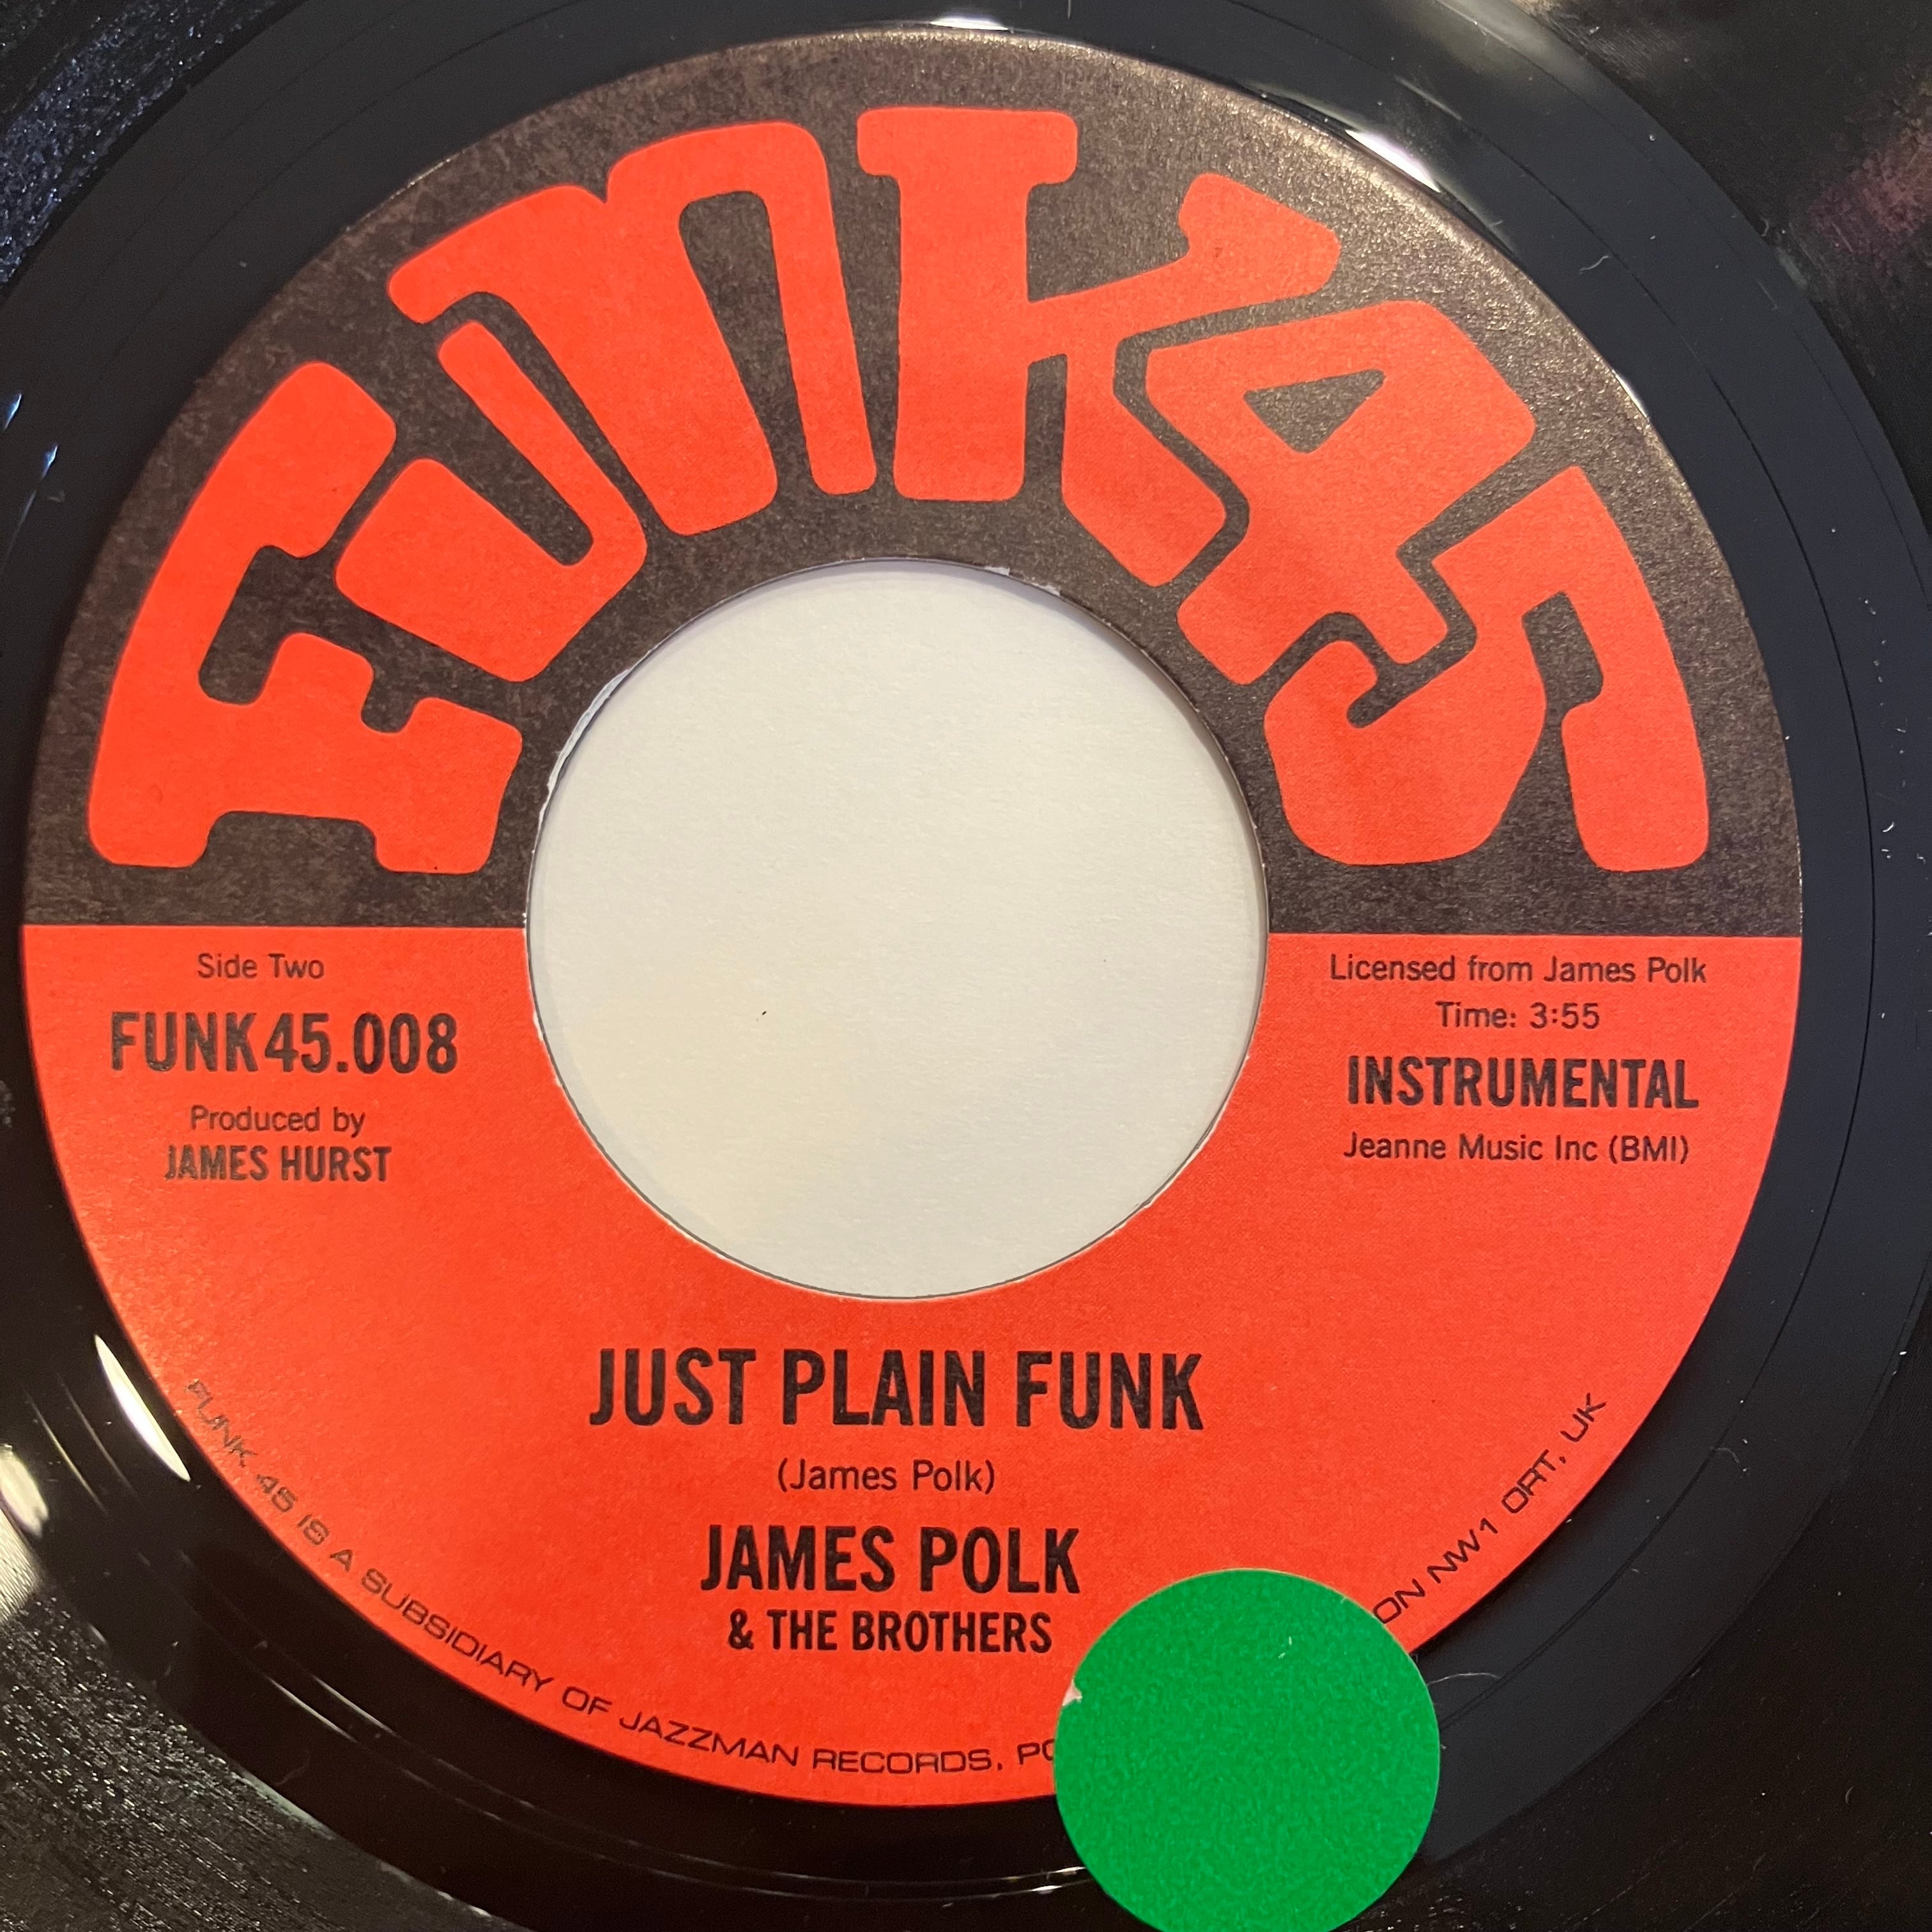 FUNK45
Side Two
FUNK45.008
Produced by
JAMES HURST
Licensed from James Polk
Time: 3:55
INSTRUMENTAL
Jeanne Music Inc (BMI)
JUST PLAIN FUNK
(James Polk)
JAMES POLK
& THE BROTHERS
FUNK 45 IS A SUBSIDIARY OF JAZZMAN RECORDS, NW1 0RT, UK